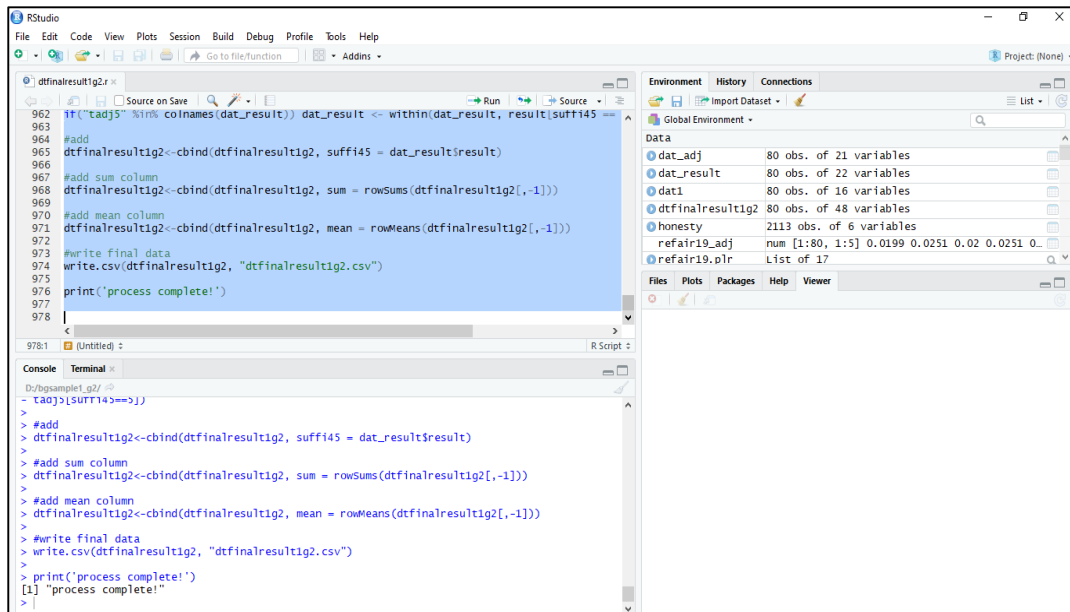 RStudio
File Edit Code View Plots Session Build Debug Profile Tools Help
Go to file/function Addins Project: (None)
dtfinalresult1g2.r
Source on Save Run Source
962 if("tadj5" %in% colnames(dat_result)) dat_result <- within(dat_result, result[suffi45 ==
963
964 #add
965 dtfinalresult1g2<-cbind(dtfinalresult1g2, suffi45 = dat_result$result)
966
967 #add sum column
968 dtfinalresult1g2<-cbind(dtfinalresult1g2, sum = rowSums(dtfinalresult1g2[,-1]))
969
970 #add mean column
971 dtfinalresult1g2<-cbind(dtfinalresult1g2, mean = rowMeans(dtfinalresult1g2[,-1]))
972
973 #write final data
974 write.csv(dtfinalresult1g2, "dtfinalresult1g2.csv")
975
976 print('process complete!')
977
978
978:1 (Untitled) R Script
Console Terminal
D:/bgsample1_g2/
- tadj5[suffi45==5])
>
> #add
> dtfinalresult1g2<-cbind(dtfinalresult1g2, suffi45 = dat_result$result)
>
> #add sum column
> dtfinalresult1g2<-cbind(dtfinalresult1g2, sum = rowSums(dtfinalresult1g2[,-1]))
>
> #add mean column
> dtfinalresult1g2<-cbind(dtfinalresult1g2, mean = rowMeans(dtfinalresult1g2[,-1]))
>
> #write final data
> write.csv(dtfinalresult1g2, "dtfinalresult1g2.csv")
>
> print('process complete!')
[1] "process complete!"
>
Environment History Connections
Import Dataset List
Global Environment
Data
dat_adj 80 obs. of 21 variables
dat_result 80 obs. of 22 variables
dat1 80 obs. of 16 variables
dtfinalresult1g2 80 obs. of 48 variables
honesty 2113 obs. of 6 variables
refair19_adj num [1:80, 1:5] 0.0199 0.0251 0.02 0.0251 0…
refair19.plr List of 17
Files Plots Packages Help Viewer